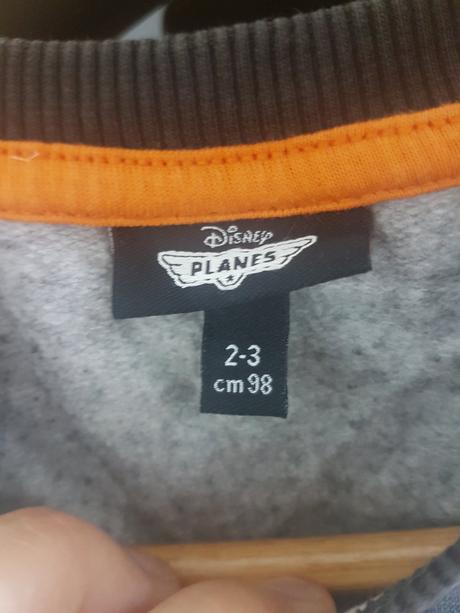 Disney
PLANES
2-3
cm 98